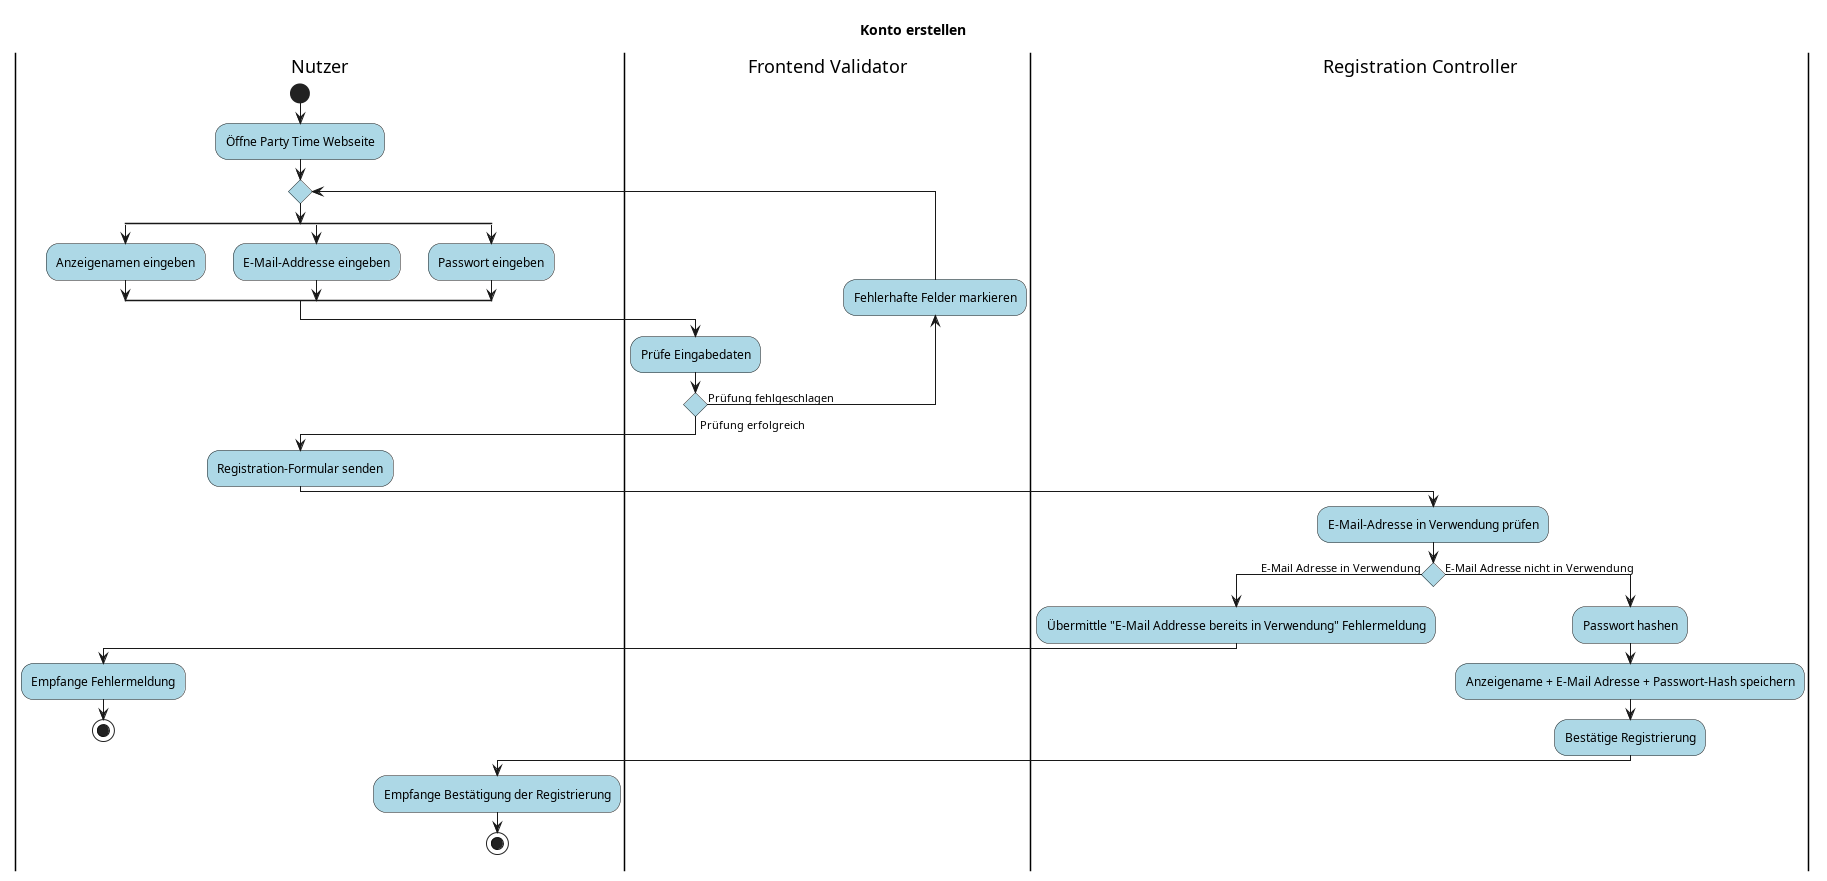 Konto erstellen
Nutzer
Frontend Validator
Registration Controller
Öffne Party Time Webseite
Anzeigenamen eingeben
E-Mail-Addresse eingeben
Passwort eingeben
Fehlerhafte Felder markieren
Prüfe Eingabedaten
Prüfung fehlgeschlagen
Prüfung erfolgreich
Registration-Formular senden
E-Mail-Adresse in Verwendung prüfen
E-Mail Adresse in Verwendung
E-Mail Adresse nicht in Verwendung
Übermittle "E-Mail Addresse bereits in Verwendung" Fehlermeldung
Passwort hashen
Empfange Fehlermeldung
Anzeigename + E-Mail Adresse + Passwort-Hash speichern
Bestätige Registrierung
Empfange Bestätigung der Registrierung